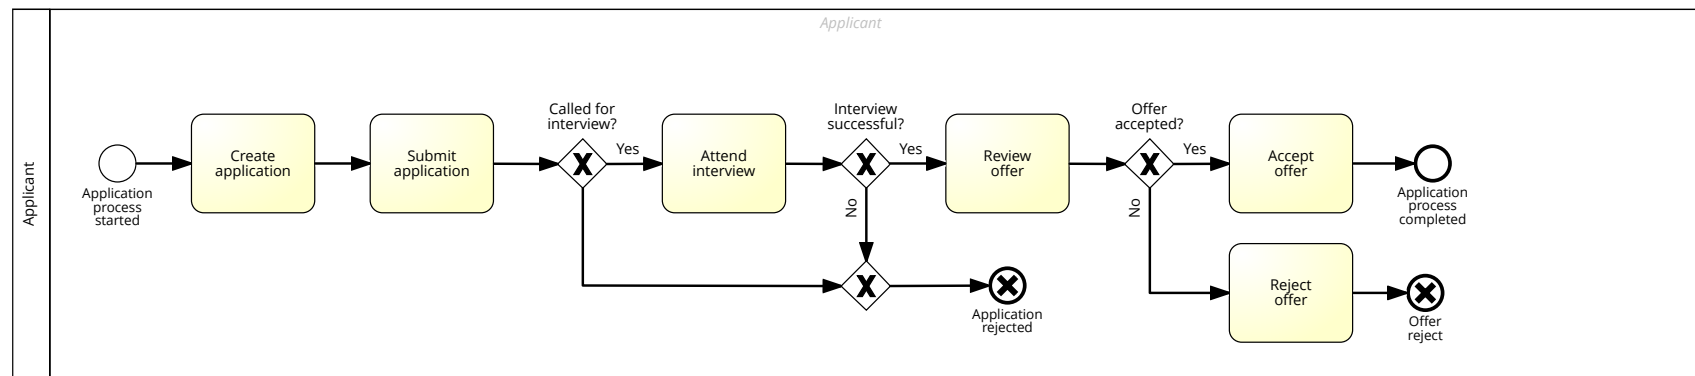 Applicant
Applicant
Application
process
started
Create
application
Submit
application
Called for
interview?
Yes
Attend
interview
Interview
successful?
Yes
No
Review
offer
Offer
accepted?
Yes
No
Accept
offer
Application
process
completed
Application
rejected
Reject
offer
Offer
reject